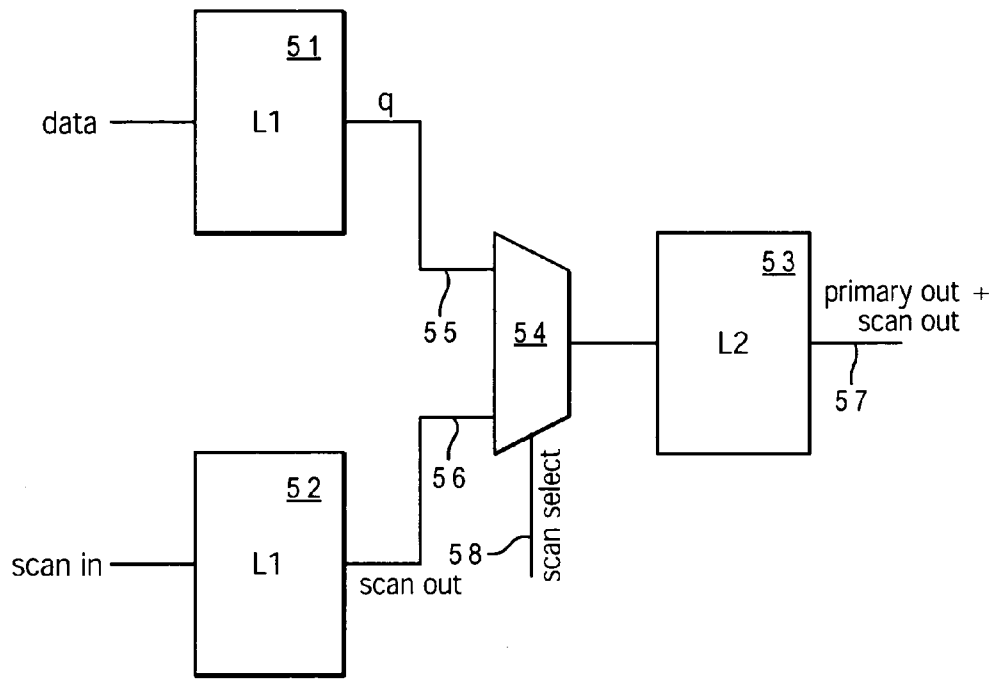 51
L1
q
data
53
primary out +
scan out
55
54
L2
57
56
52
scan select
58
scan in
L1
scan out